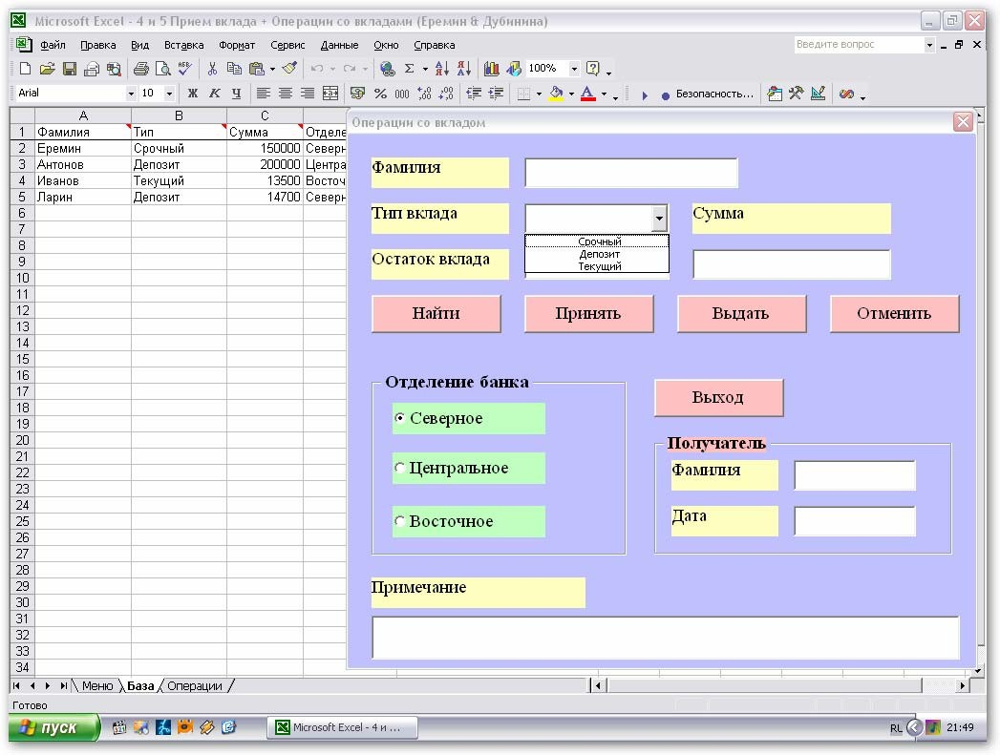 Microsoft Excel - 4 и 5 Прием вклада + Операции со вкладами (Еремин & Дубинина)
Файл Правка Вид Вставка Формат Сервис Данные Окно Справка Введите вопрос
100%
Arial 10 Ж К Ч % 000 Безопасность...
A B C
1 Фамилия Тип Сумма Отделе
2 Еремин Срочный 150000 Северн
3 Антонов Депозит 200000 Центра
4 Иванов Текущий 13500 Восточ
5 Ларин Депозит 14700 Северн
6
7
8
9
10
11
12
13
14
15
16
17
18
19
20
21
22
23
24
25
26
27
28
29
30
31
32
33
34
Операции со вкладом
Фамилия
Тип вклада Сумма
Срочный
Депозит
Текущий
Остаток вклада
Найти Принять Выдать Отменить
Отделение банка
Северное
Центральное
Восточное
Выход
Получатель
Фамилия
Дата
Примечание
Меню База Операции
Готово
пуск Microsoft Excel - 4 и ... RL 21:49